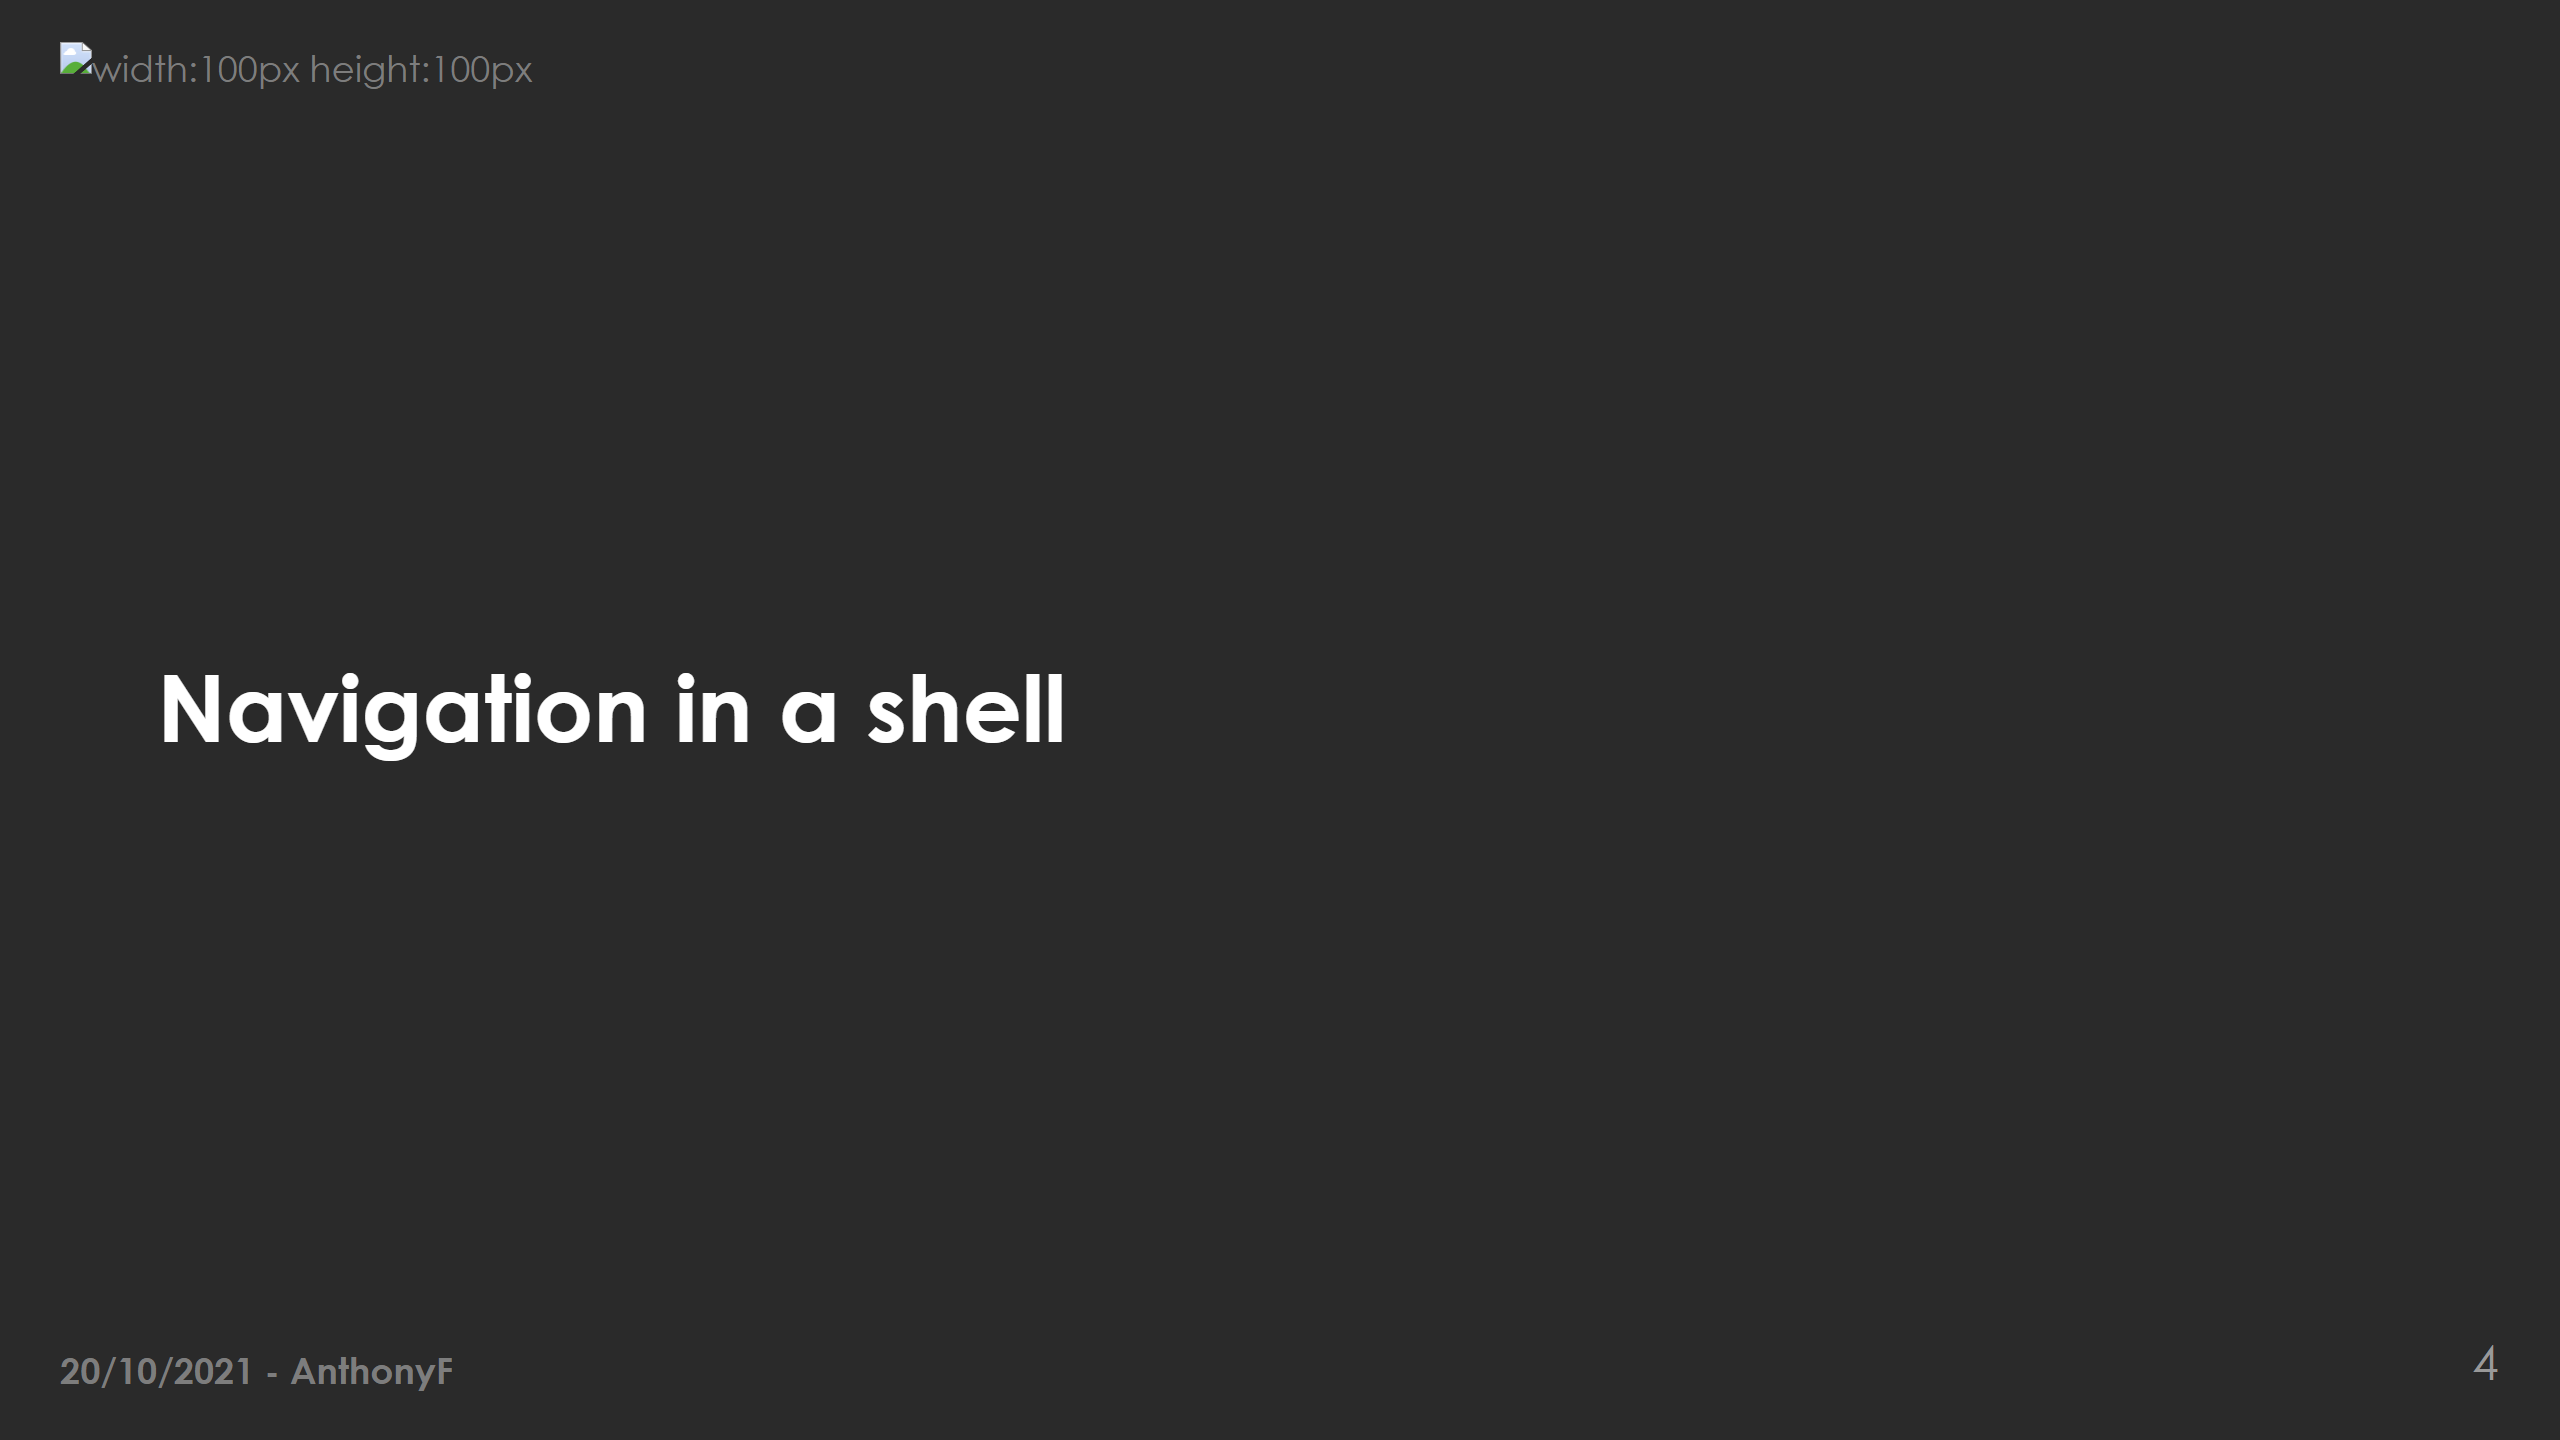 width:100px height:100px
Navigation in a shell
20/10/2021 - AnthonyF
4